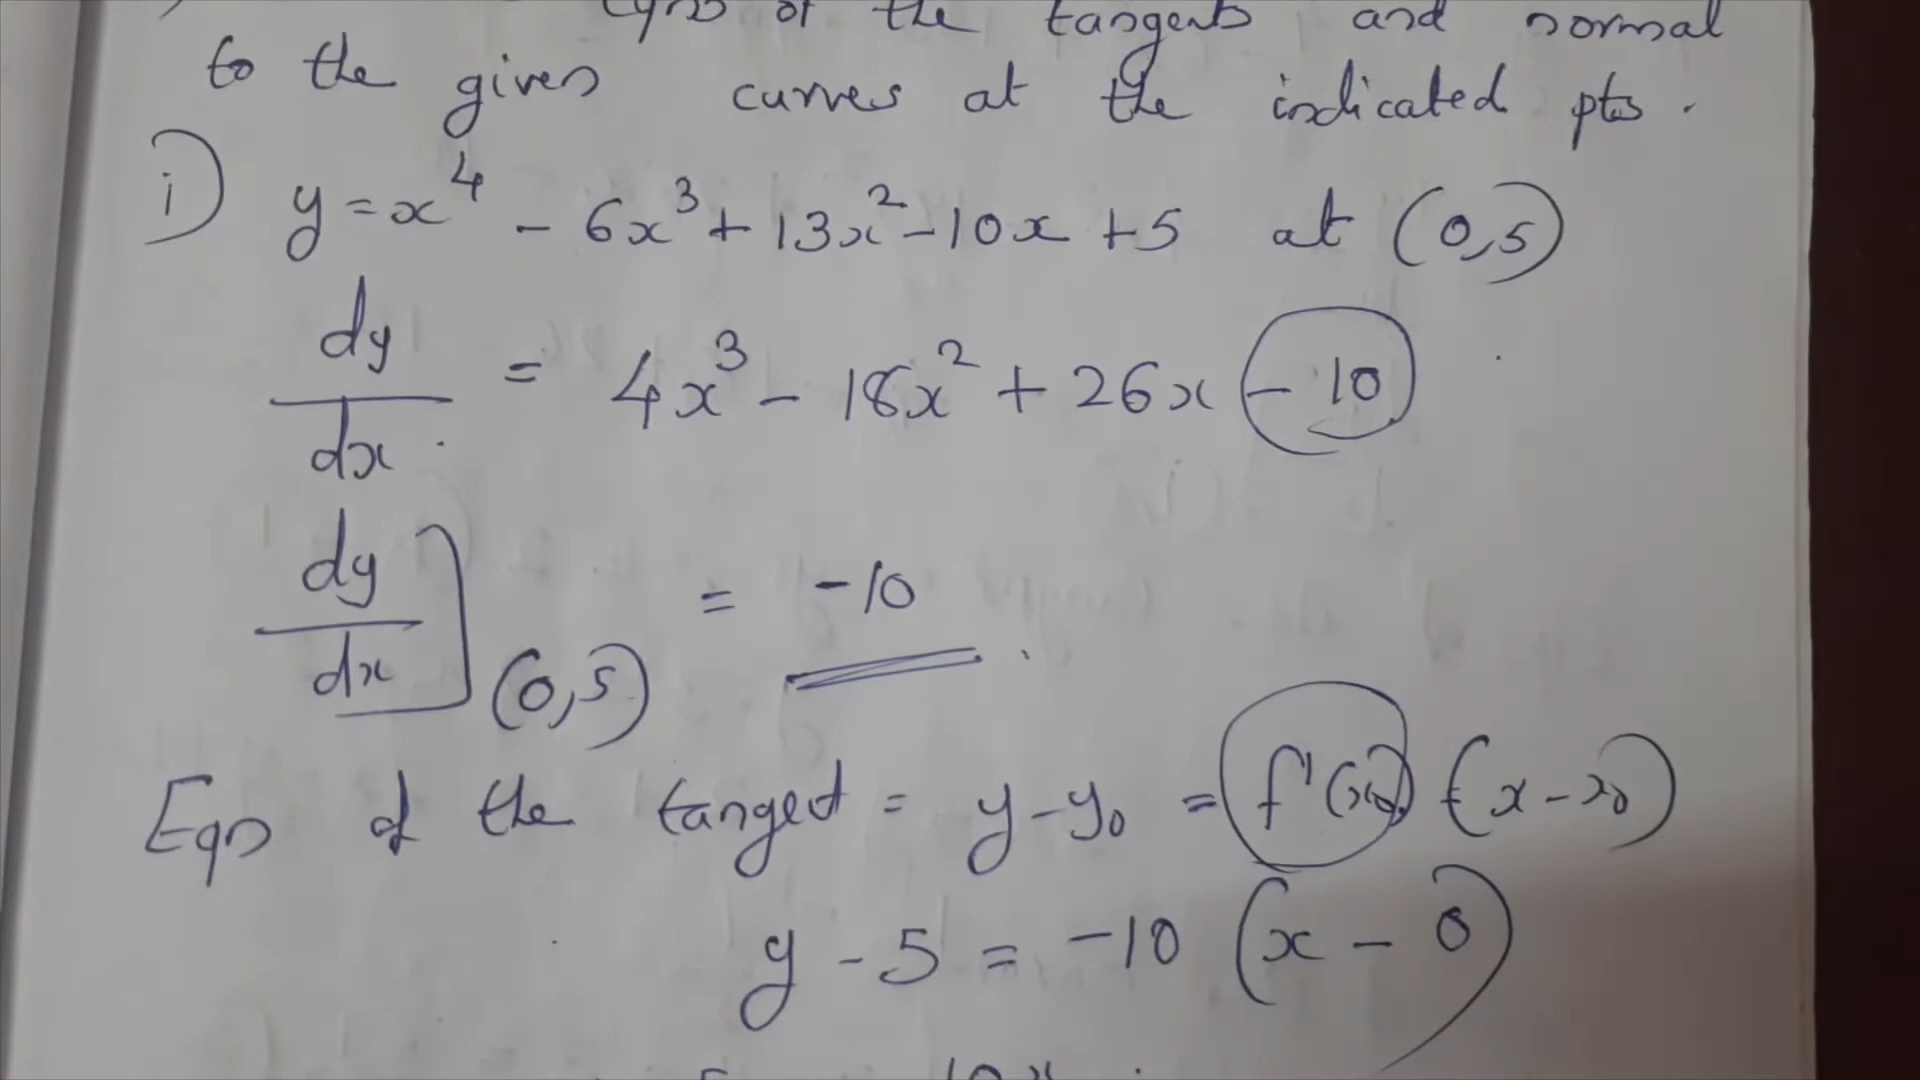 of the tangents and normal
to the given curves at the indicated pts.
i) y = x⁴ - 6x³ + 13x² - 10x + 5 at (0,5)
dy/dx = 4x³ - 18x² + 26x - 10
dy/dx](0,5) = -10
Eqn of the tangent = y - y₀ = f'(x₀) (x - x₀)
y - 5 = -10 (x - 0)